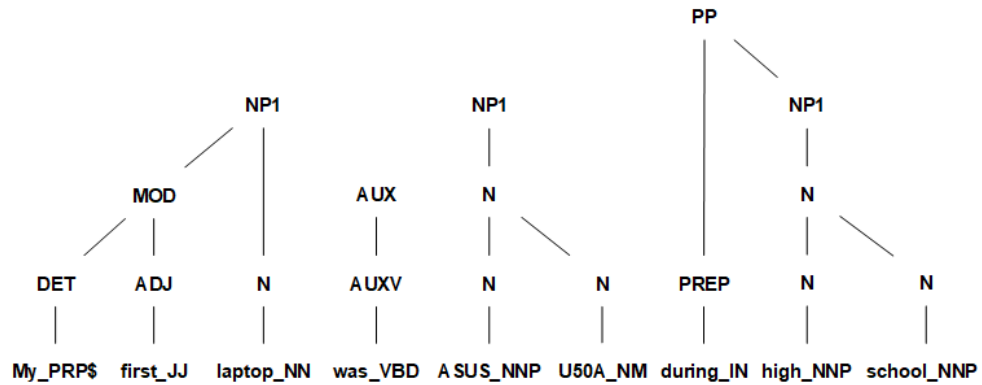 PP
NP1 NP1 NP1
MOD AUX N N
DET ADJ N AUXV N N PREP N N
My_PRP$ first_JJ laptop_NN was_VBD ASUS_NNP U50A_NM during_IN high_NNP school_NNP